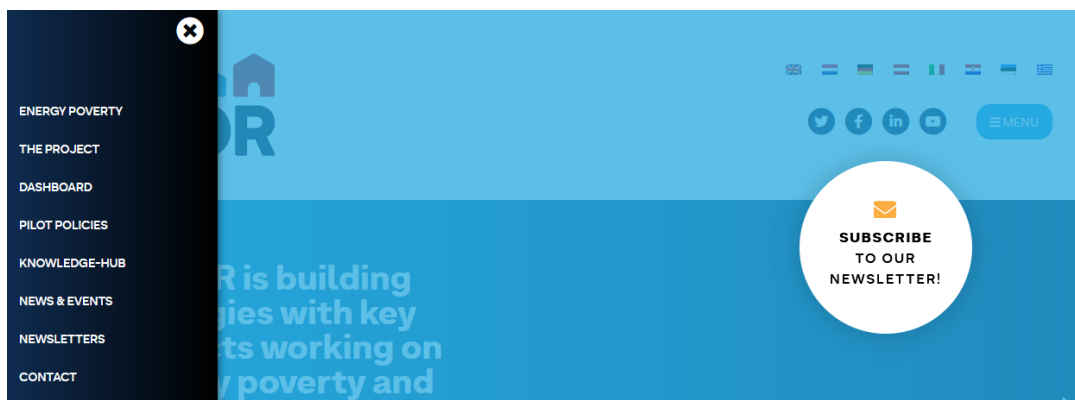 ENERGY POVERTY
THE PROJECT
DASHBOARD
PILOT POLICIES
KNOWLEDGE-HUB
NEWS & EVENTS
NEWSLETTERS
CONTACT
MENU
SUBSCRIBE
TO OUR
NEWSLETTER!
R is building
gies with key
cts working on
y poverty and